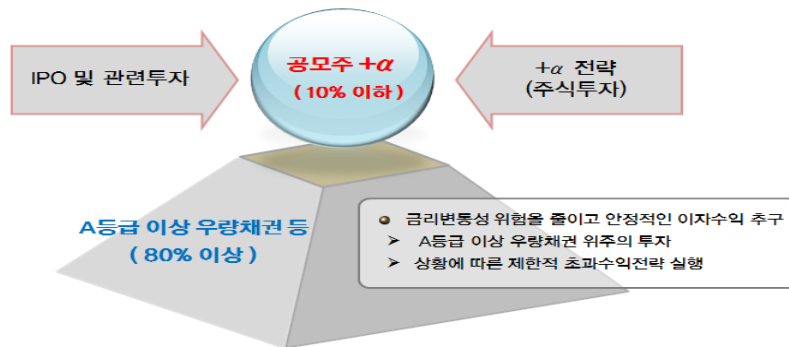 IPO 및 관련투자
공모주 +α
( 10% 이하 )
+α 전략
(주식투자)
A등급 이상 우량채권 등
( 80% 이상 )
금리변통성 위험을 줄이고 안정적인 이자수익 추구
A등급 이상 우량채권 위주의 투자
상황에 따른 제한적 초과수익전략 실행